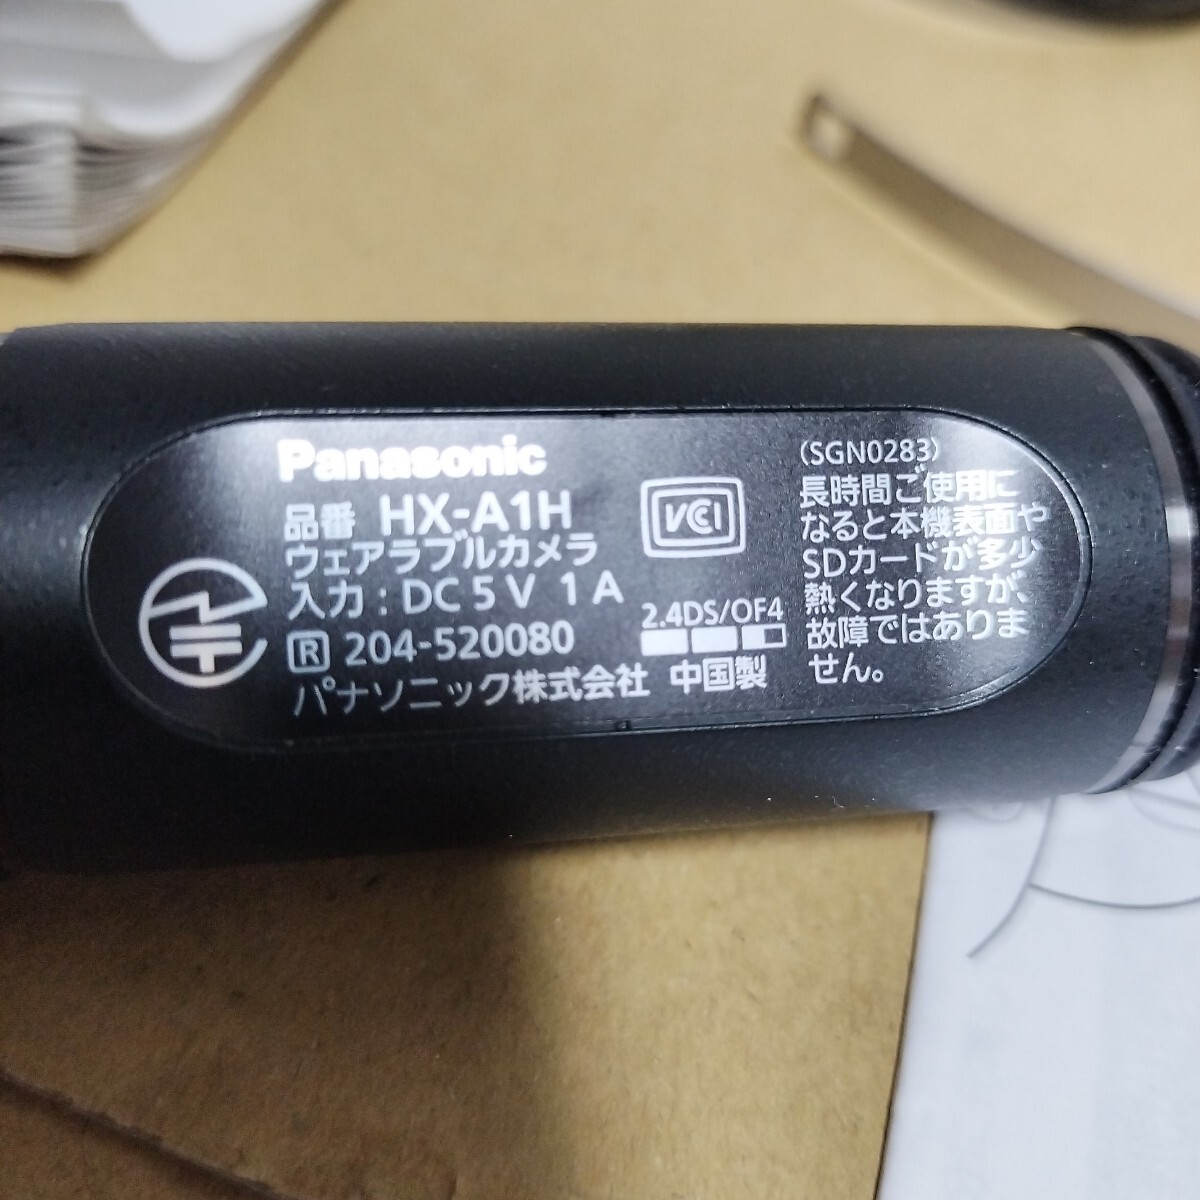 Panasonic
品番 HX-A1H
ウェアラブルカメラ
入力：DC 5 V 1 A
R 204-520080
パナソニック株式会社
VCI
2.4DS/OF4
中国製
(SGN0283)
長時間ご使用に
なると本機表面や
SDカードが多少
熱くなりますが、
故障ではありま
せん。